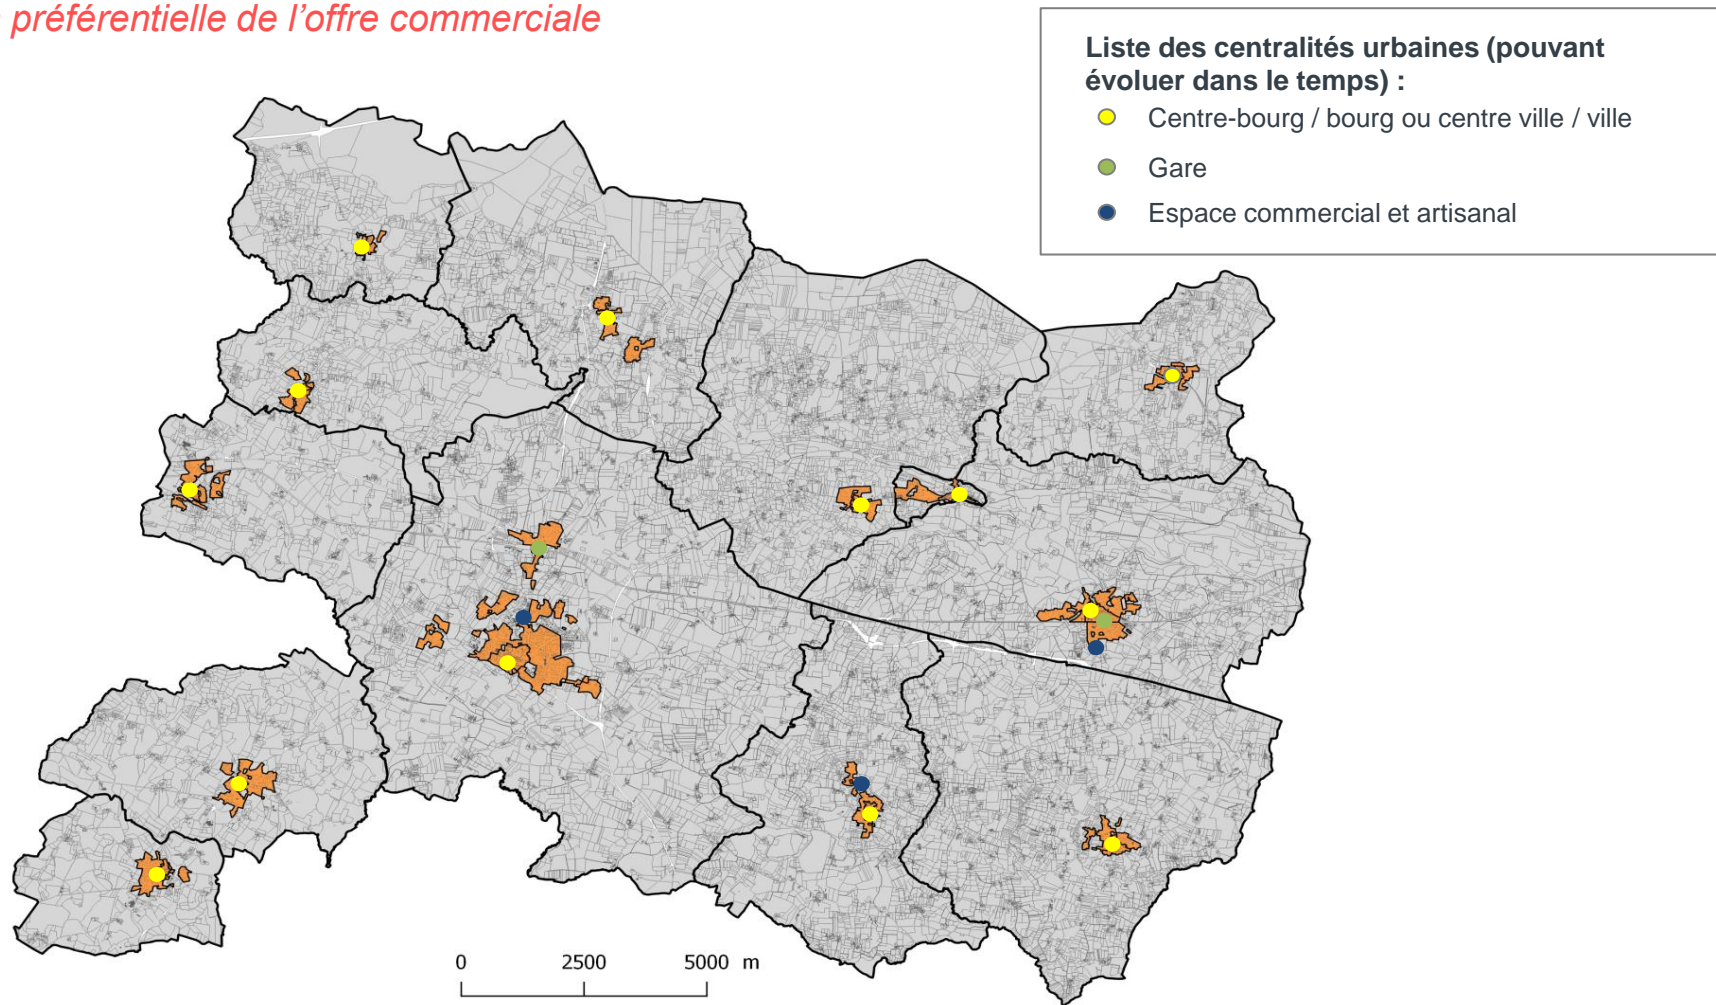 préférentielle de l’offre commerciale
Liste des centralités urbaines (pouvant
évoluer dans le temps) :
Centre-bourg / bourg ou centre ville / ville
Gare
Espace commercial et artisanal
0 2500 5000 m